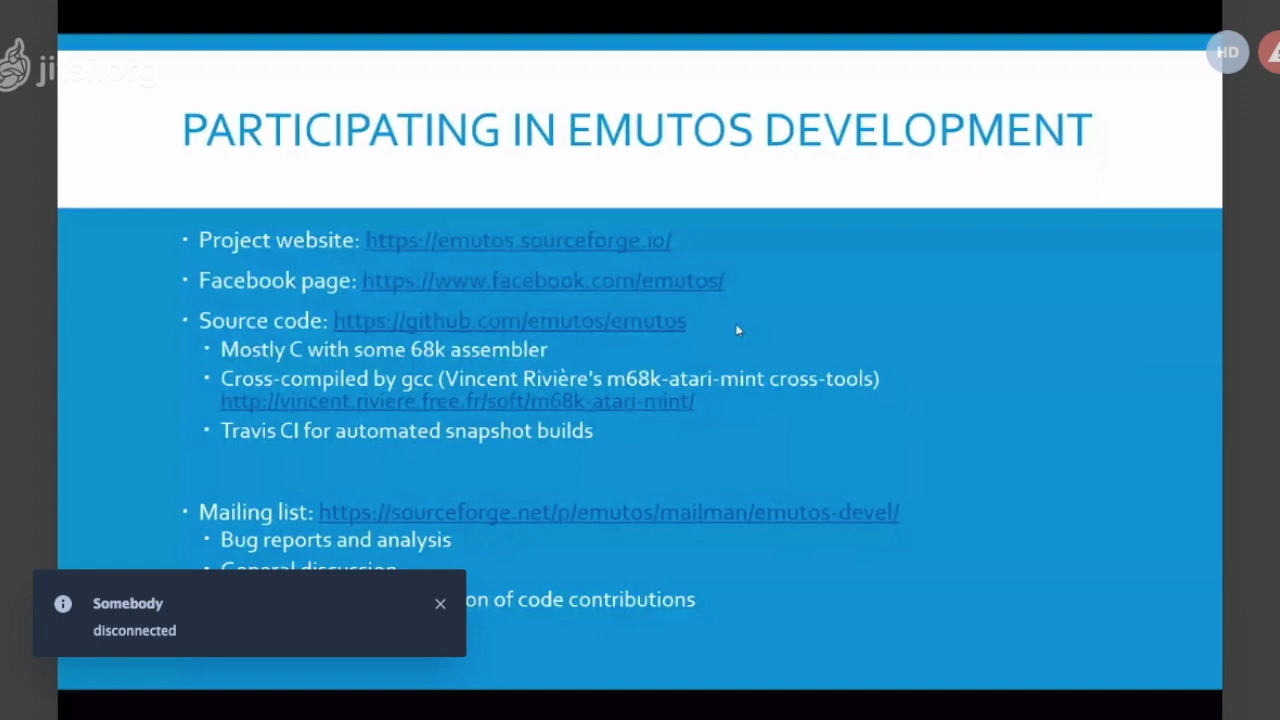 jitsi.org
HD
PARTICIPATING IN EMUTOS DEVELOPMENT
· Project website: https://emutos.sourceforge.io/
· Facebook page: https://www.facebook.com/emutos/
· Source code: https://github.com/emutos/emutos
· Mostly C with some 68k assembler
· Cross-compiled by gcc (Vincent Rivière's m68k-atari-mint cross-tools)
http://vincent.riviere.free.fr/soft/m68k-atari-mint/
· Travis CI for automated snapshot builds
· Mailing list: https://sourceforge.net/p/emutos/mailman/emutos-devel/
· Bug reports and analysis
· General discussion
of code contributions
Somebody
disconnected